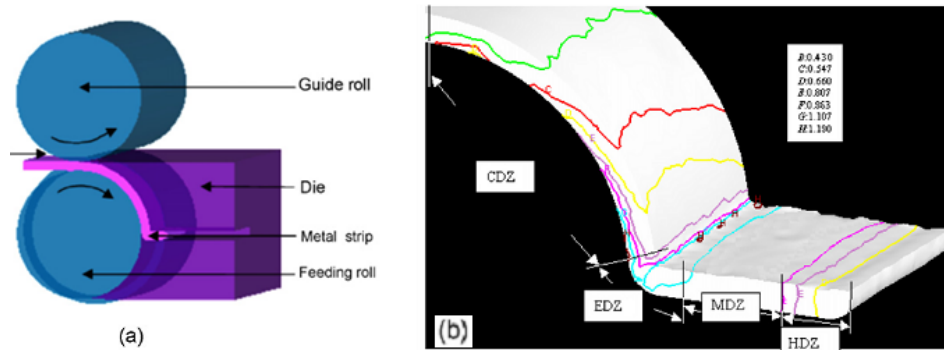 Guide roll
Die
Metal strip
Feeding roll
(a)
(b)
B:0.430
C:0.547
D:0.660
E:0.807
F:0.863
G:1.107
H:1.190
CDZ
EDZ
MDZ
HDZ
C
E
E